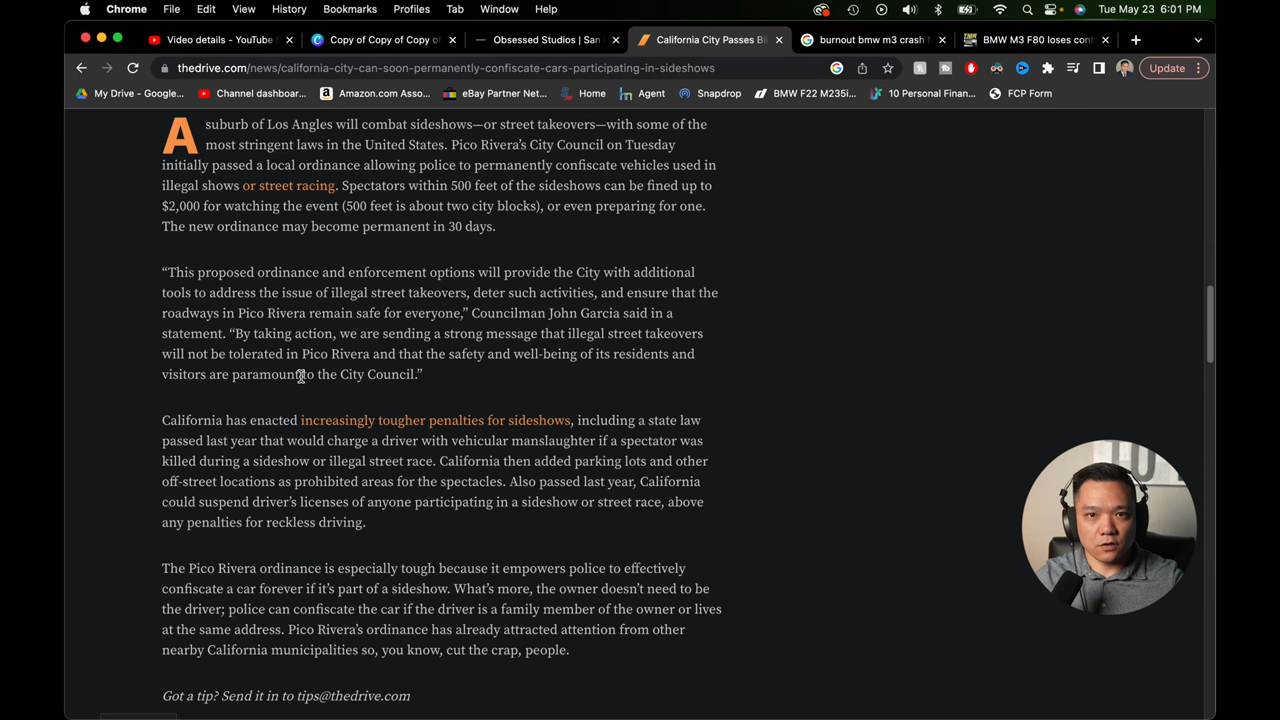 Chrome File Edit View History Bookmarks Profiles Tab Window Help Tue May 23 6:01 PM
Video details - YouTube S Copy of Copy of Copy of Obsessed Studios | San California City Passes Bi burnout bmw m3 crash f BMW M3 F80 loses cont
thedrive.com/news/california-city-can-soon-permanently-confiscate-cars-participating-in-sideshows Update
My Drive - Google... Channel dashboar... Amazon.com Asso... eBay Partner Net... Home Agent Snapdrop BMW F22 M235i... 10 Personal Finan... FCP Form
A suburb of Los Angles will combat sideshows—or street takeovers—with some of the
most stringent laws in the United States. Pico Rivera’s City Council on Tuesday
initially passed a local ordinance allowing police to permanently confiscate vehicles used in
illegal shows or street racing. Spectators within 500 feet of the sideshows can be fined up to
$2,000 for watching the event (500 feet is about two city blocks), or even preparing for one.
The new ordinance may become permanent in 30 days.
“This proposed ordinance and enforcement options will provide the City with additional
tools to address the issue of illegal street takeovers, deter such activities, and ensure that the
roadways in Pico Rivera remain safe for everyone,” Councilman John Garcia said in a
statement. “By taking action, we are sending a strong message that illegal street takeovers
will not be tolerated in Pico Rivera and that the safety and well-being of its residents and
visitors are paramount to the City Council.”
California has enacted increasingly tougher penalties for sideshows, including a state law
passed last year that would charge a driver with vehicular manslaughter if a spectator was
killed during a sideshow or illegal street race. California then added parking lots and other
off-street locations as prohibited areas for the spectacles. Also passed last year, California
could suspend driver’s licenses of anyone participating in a sideshow or street race, above
any penalties for reckless driving.
The Pico Rivera ordinance is especially tough because it empowers police to effectively
confiscate a car forever if it’s part of a sideshow. What’s more, the owner doesn’t need to be
the driver; police can confiscate the car if the driver is a family member of the owner or lives
at the same address. Pico Rivera’s ordinance has already attracted attention from other
nearby California municipalities so, you know, cut the crap, people.
Got a tip? Send it in to tips@thedrive.com